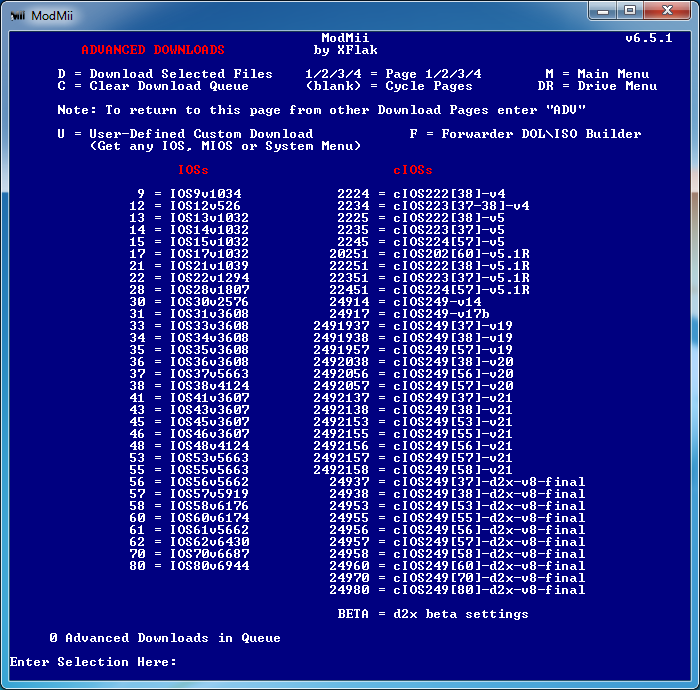 ModMii
ModMii v6.5.1
ADVANCED DOWNLOADS by XFlak
D = Download Selected Files 1/2/3/4 = Page 1/2/3/4 M = Main Menu
C = Clear Download Queue (blank) = Cycle Pages DR = Drive Menu
Note: To return to this page from other Download Pages enter "ADV"
U = User-Defined Custom Download F = Forwarder DOL\ISO Builder
(Get any IOS, MIOS or System Menu)
IOSs cIOSs
9 = IOS9v1034 2224 = cIOS222[38]-v4
12 = IOS12v526 2234 = cIOS223[37-38]-v4
13 = IOS13v1032 2225 = cIOS222[38]-v5
14 = IOS14v1032 2235 = cIOS223[37]-v5
15 = IOS15v1032 2245 = cIOS224[57]-v5
17 = IOS17v1032 20251 = cIOS202[60]-v5.1R
21 = IOS21v1039 22251 = cIOS222[38]-v5.1R
22 = IOS22v1294 22351 = cIOS223[37]-v5.1R
28 = IOS28v1807 22451 = cIOS224[57]-v5.1R
30 = IOS30v2576 24914 = cIOS249-v14
31 = IOS31v3608 24917 = cIOS249-v17b
33 = IOS33v3608 2491937 = cIOS249[37]-v19
34 = IOS34v3608 2491938 = cIOS249[38]-v19
35 = IOS35v3608 2491957 = cIOS249[57]-v19
36 = IOS36v3608 2492038 = cIOS249[38]-v20
37 = IOS37v5663 2492056 = cIOS249[56]-v20
38 = IOS38v4124 2492057 = cIOS249[57]-v20
41 = IOS41v3607 2492137 = cIOS249[37]-v21
43 = IOS43v3607 2492138 = cIOS249[38]-v21
45 = IOS45v3607 2492153 = cIOS249[53]-v21
46 = IOS46v3607 2492155 = cIOS249[55]-v21
48 = IOS48v4124 2492156 = cIOS249[56]-v21
53 = IOS53v5663 2492157 = cIOS249[57]-v21
55 = IOS55v5663 2492158 = cIOS249[58]-v21
56 = IOS56v5662 24937 = cIOS249[37]-d2x-v8-final
57 = IOS57v5919 24938 = cIOS249[38]-d2x-v8-final
58 = IOS58v6176 24953 = cIOS249[53]-d2x-v8-final
60 = IOS60v6174 24955 = cIOS249[55]-d2x-v8-final
61 = IOS61v5662 24956 = cIOS249[56]-d2x-v8-final
62 = IOS62v6430 24957 = cIOS249[57]-d2x-v8-final
70 = IOS70v6687 24958 = cIOS249[58]-d2x-v8-final
80 = IOS80v6944 24960 = cIOS249[60]-d2x-v8-final
24970 = cIOS249[70]-d2x-v8-final
24980 = cIOS249[80]-d2x-v8-final
BETA = d2x beta settings
0 Advanced Downloads in Queue
Enter Selection Here: